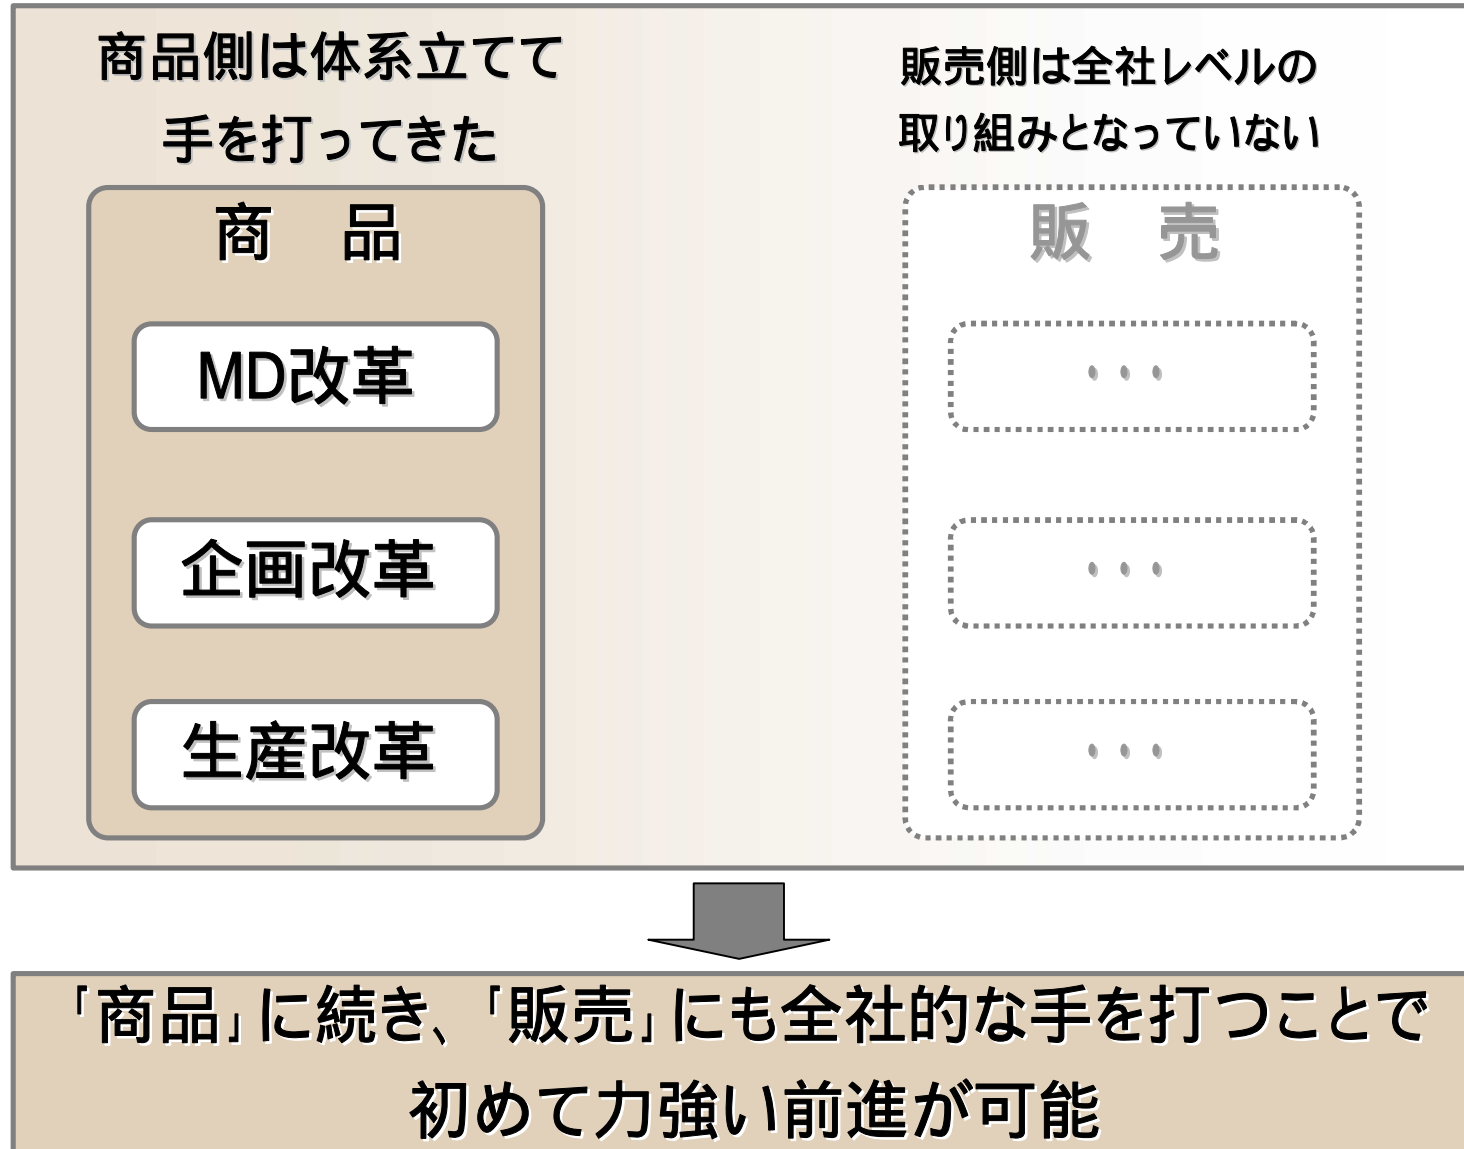 商品側は体系立てて
手を打ってきた
商　品
MD改革
企画改革
生産改革
販売側は全社レベルの
取り組みとなっていない
販　売
・・・
・・・
・・・
「商品」に続き、「販売」にも全社的な手を打つことで
初めて力強い前進が可能